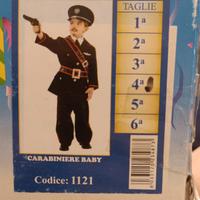 TAGLIE
1ª
2ª
3ª
4ª
5ª
6ª
CARABINIERE BABY
Codice: 1121